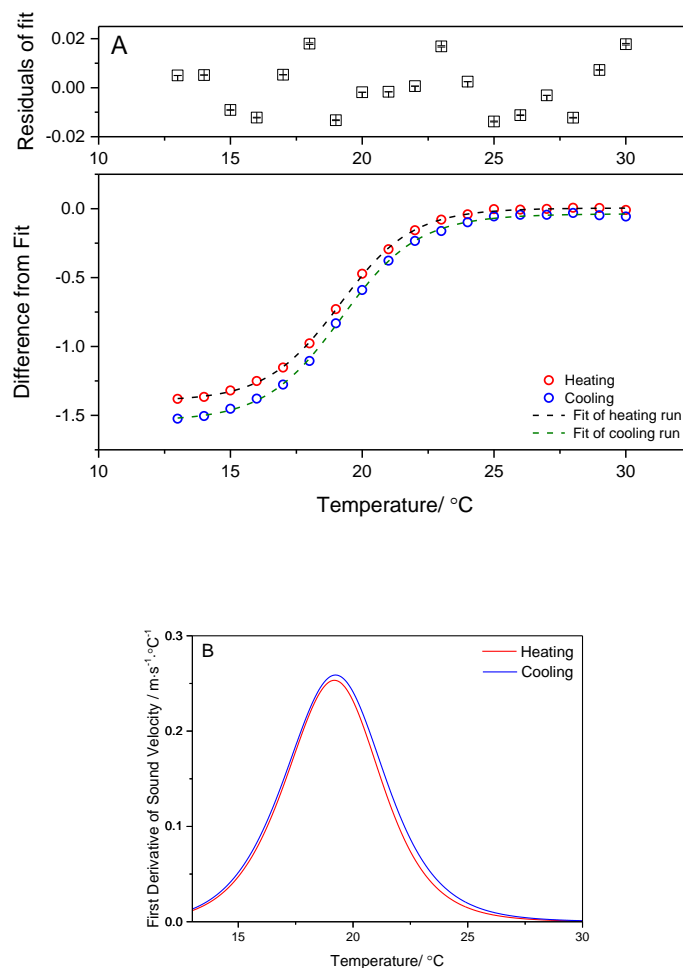 A
Residuals of fit
0.02
0.00
-0.02
10 15 20 25 30
Difference from Fit
0.0
-0.5
-1.0
-1.5
Heating
Cooling
Fit of heating run
Fit of cooling run
10 15 20 25 30
Temperature/ °C
B
First Derivative of Sound Velocity / m·s⁻¹·°C⁻¹
0.3
0.2
0.1
0.0
Heating
Cooling
15 20 25 30
Temperature/ °C